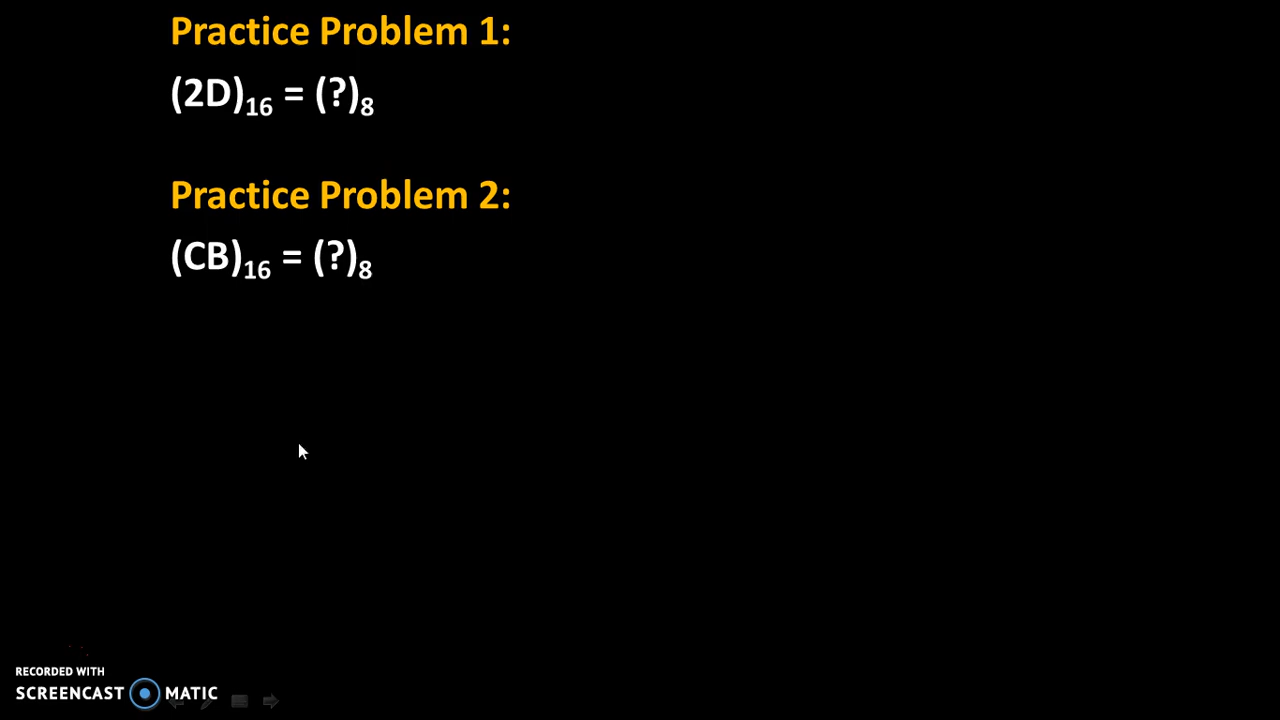 Practice Problem 1:
(2D)₁₆ = (?)₈
Practice Problem 2:
(CB)₁₆ = (?)₈
RECORDED WITH
SCREENCAST MATIC